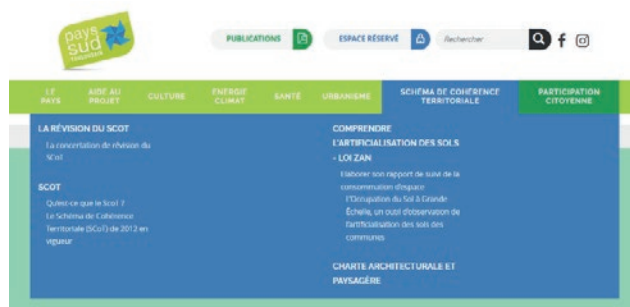 pays
sud
PUBLICATIONS
ESPACE RÉSERVÉ
Rechercher
LE PAYS
AIDE AU PROJET
CULTURE
ENERGIE CLIMAT
SANTÉ
URBANISME
SCHÉMA DE COHÉRENCE
TERRITORIALE
PARTICIPATION
CITOYENNE
LA RÉVISION DU SCOT
La concertation de révision du
SCoT
SCOT
Qu'est-ce que le ScoT ?
Le Schéma de Cohérence
Territoriale (SCoT) de 2012 en
vigueur
COMPRENDRE
L'ARTIFICIALISATION DES SOLS
- LOI ZAN
Elaborer son rapport de suivi de la
consommation d'espace
l'Occupation du Sol à Grande
Échelle, un outil d'observation de
l'artificialisation des sols des
communes
CHARTE ARCHITECTURALE ET
PAYSAGÈRE